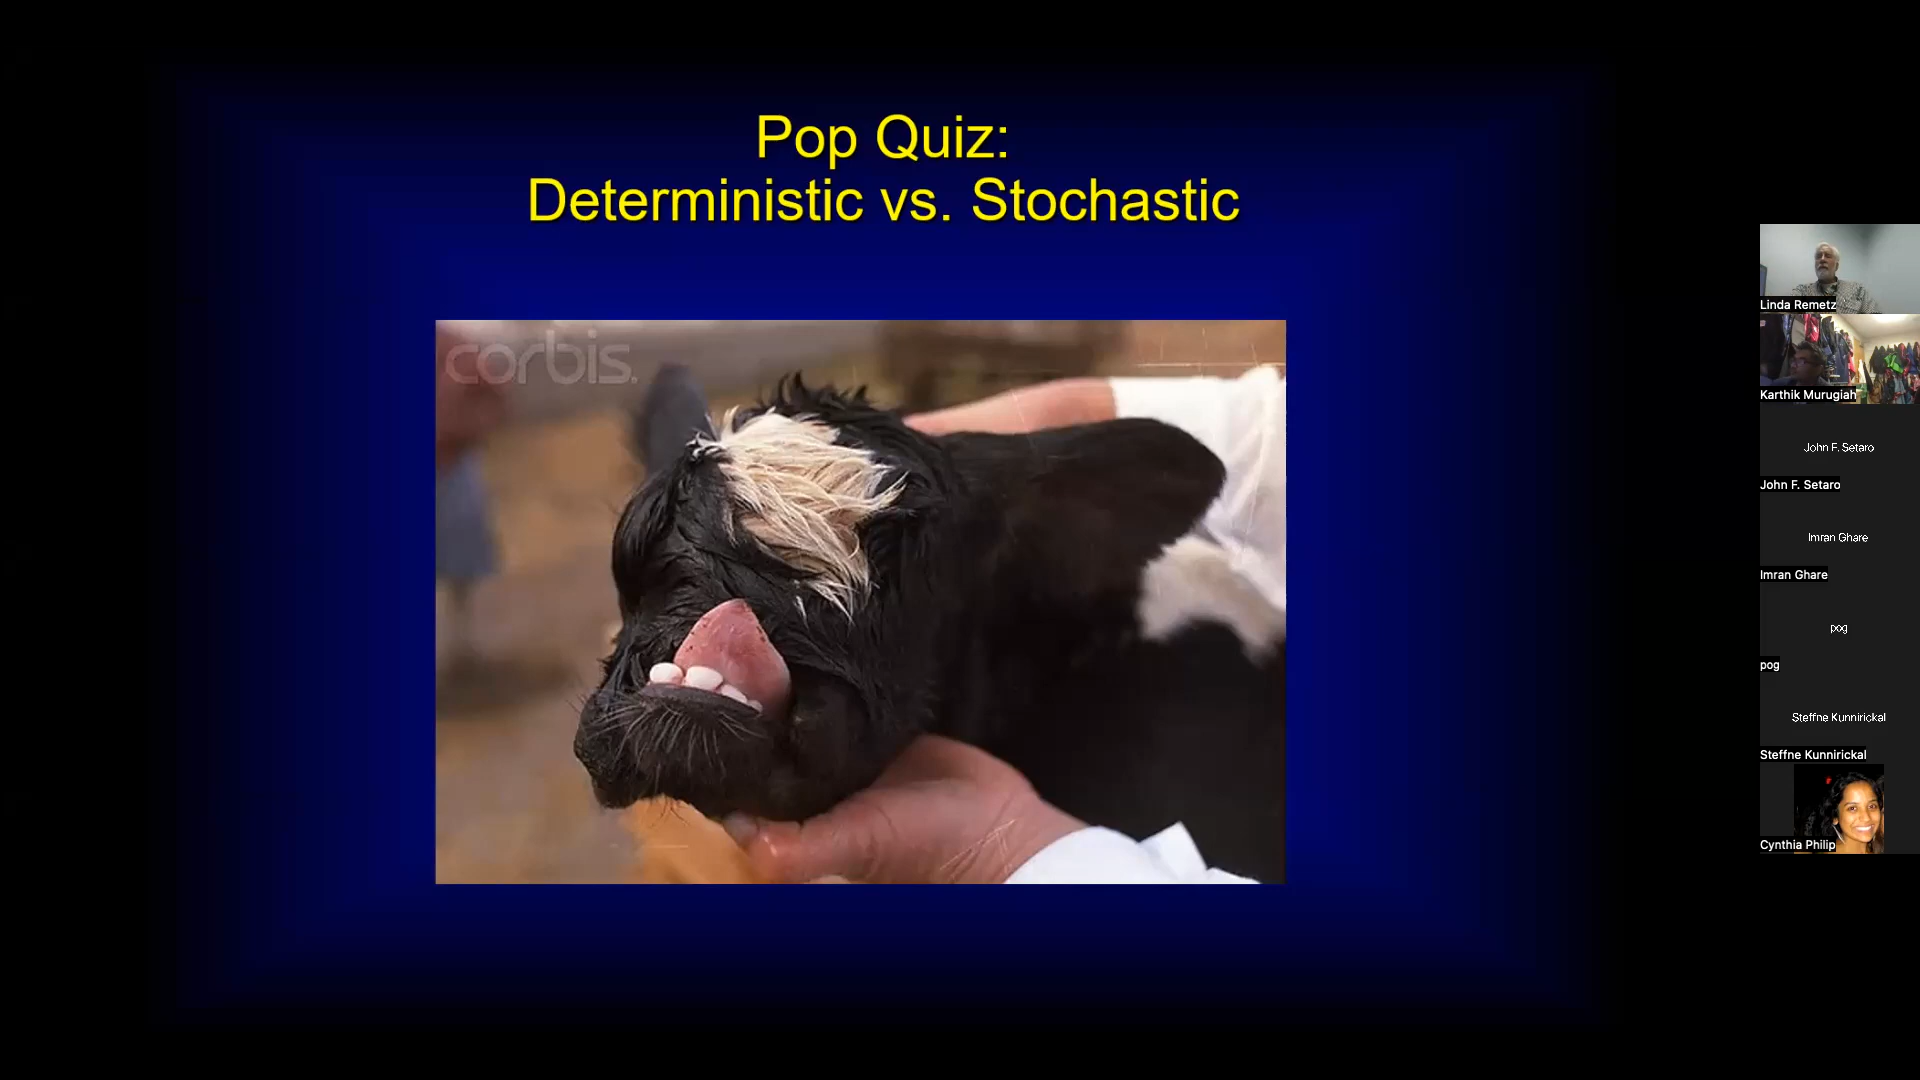 Pop Quiz:
Deterministic vs. Stochastic
corbis.
Linda Remetz
Karthik Murugiah
John F. Setaro
John F. Setaro
Imran Ghare
Imran Ghare
pog
pog
Steffne Kunnirickal
Steffne Kunnirickal
Cynthia Philip